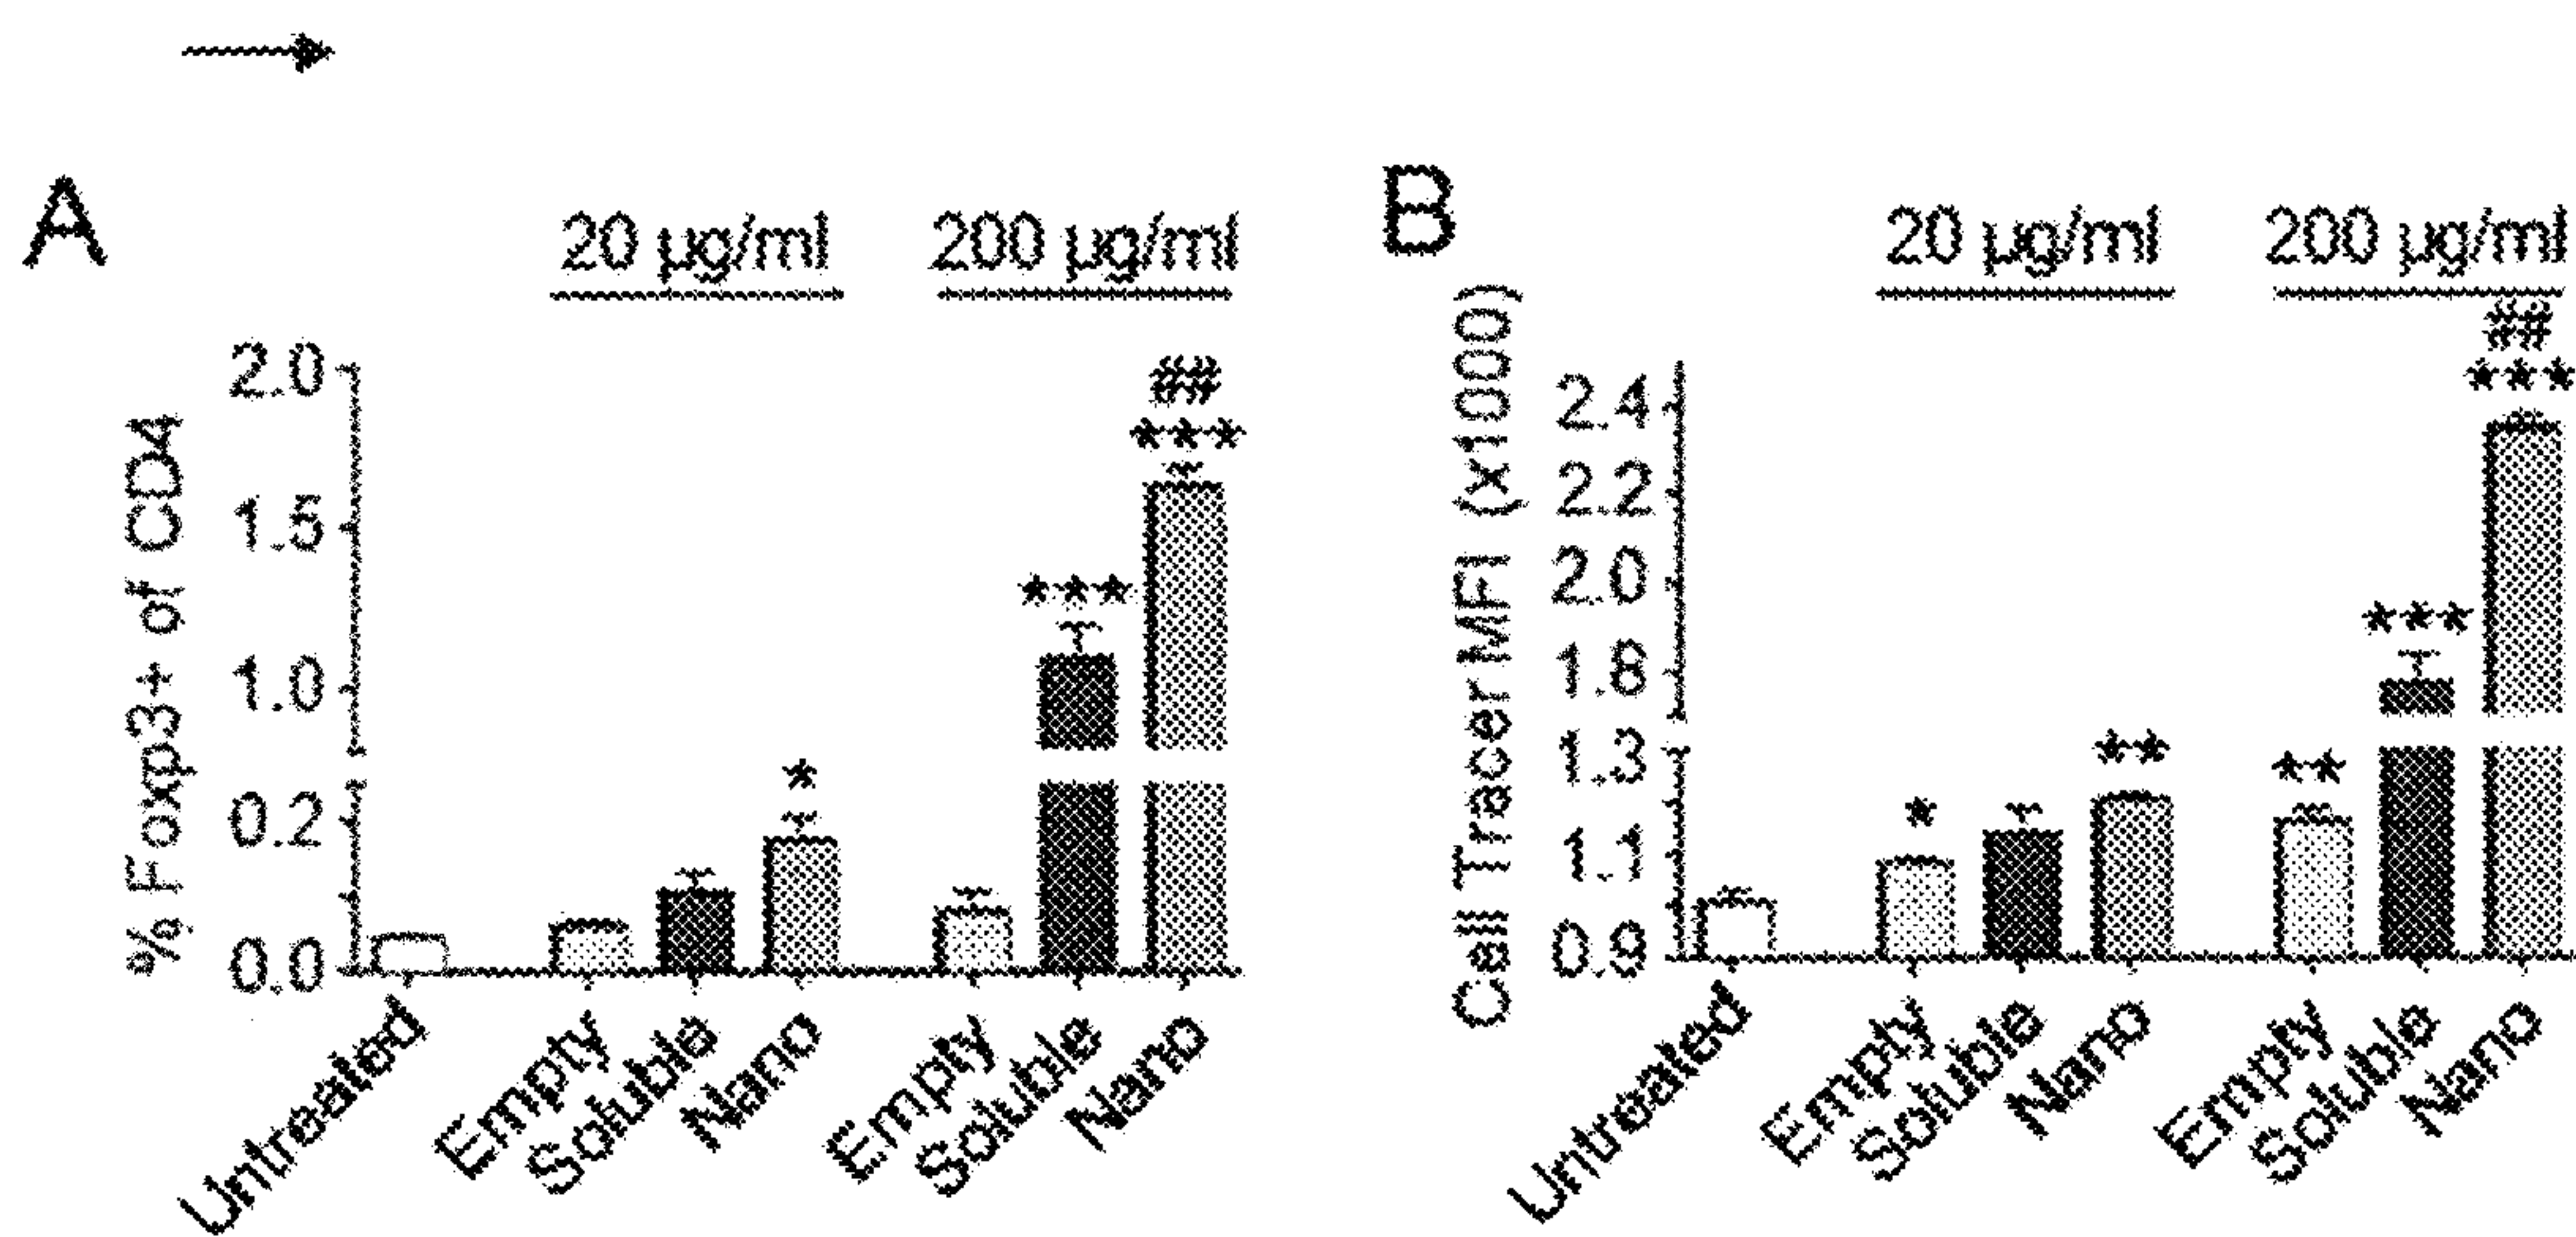 A
20 µg/ml 200 µg/ml
% Foxp3+ of CD4
2.0
##
***
1.5
***
1.0
*
0.2
0.0
Untreated
Empty
Soluble
Nano
Empty
Soluble
Nano
B
20 µg/ml 200 µg/ml
Cell Tracer MFI (x1000)
##
***
2.4
2.2
2.0
***
1.8
1.3
**
**
*
1.1
0.9
Untreated
Empty
Soluble
Nano
Empty
Soluble
Nano